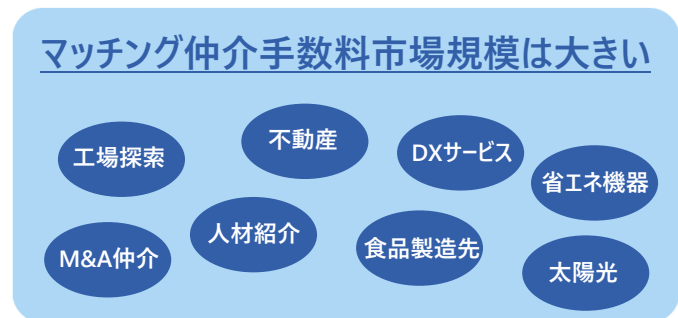 マッチング仲介手数料市場規模は大きい
工場探索
不動産
DXサービス
省エネ機器
M&A仲介
人材紹介
食品製造先
太陽光